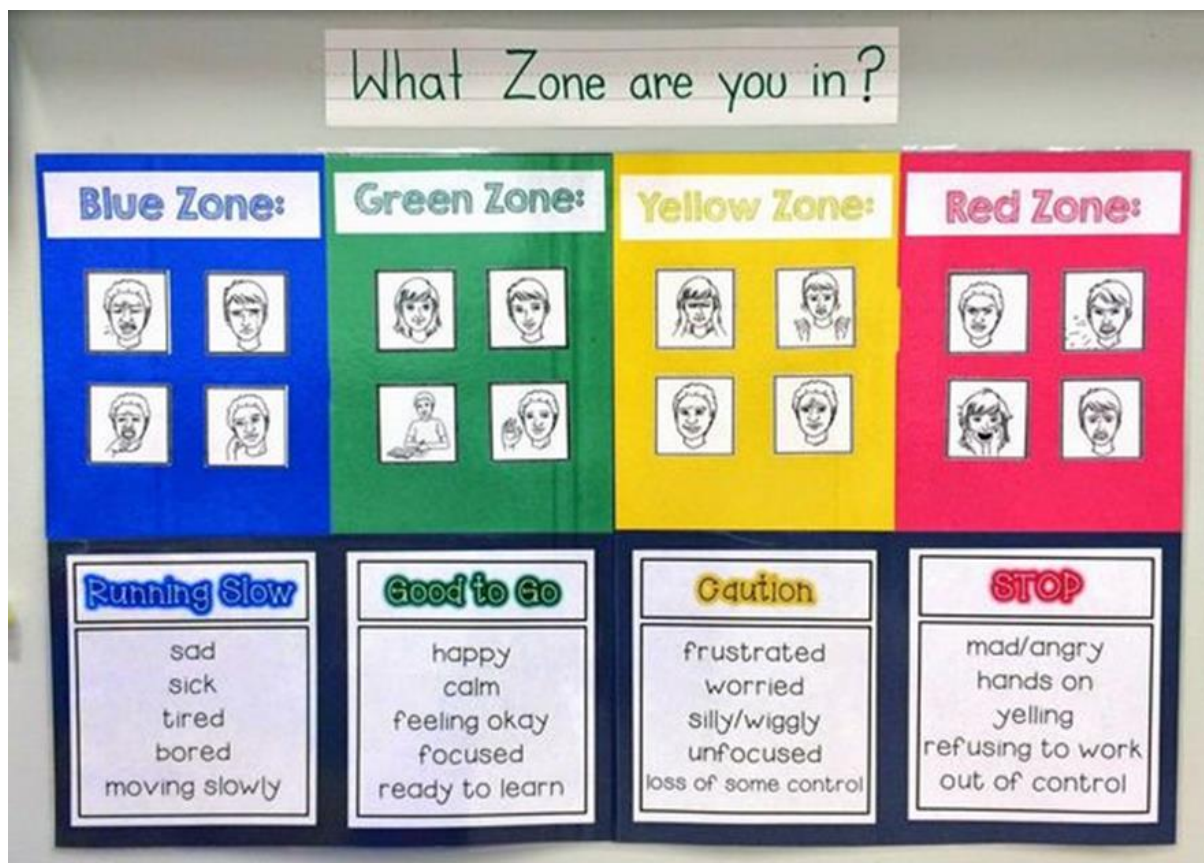 What Zone are you in?
Blue Zone:
Green Zone:
Yellow Zone:
Red Zone:
Running Slow
sad
sick
tired
bored
moving slowly
Good to Go
happy
calm
feeling okay
focused
ready to learn
Caution
frustrated
worried
silly/wiggly
unfocused
loss of some control
STOP
mad/angry
hands on
yelling
refusing to work
out of control